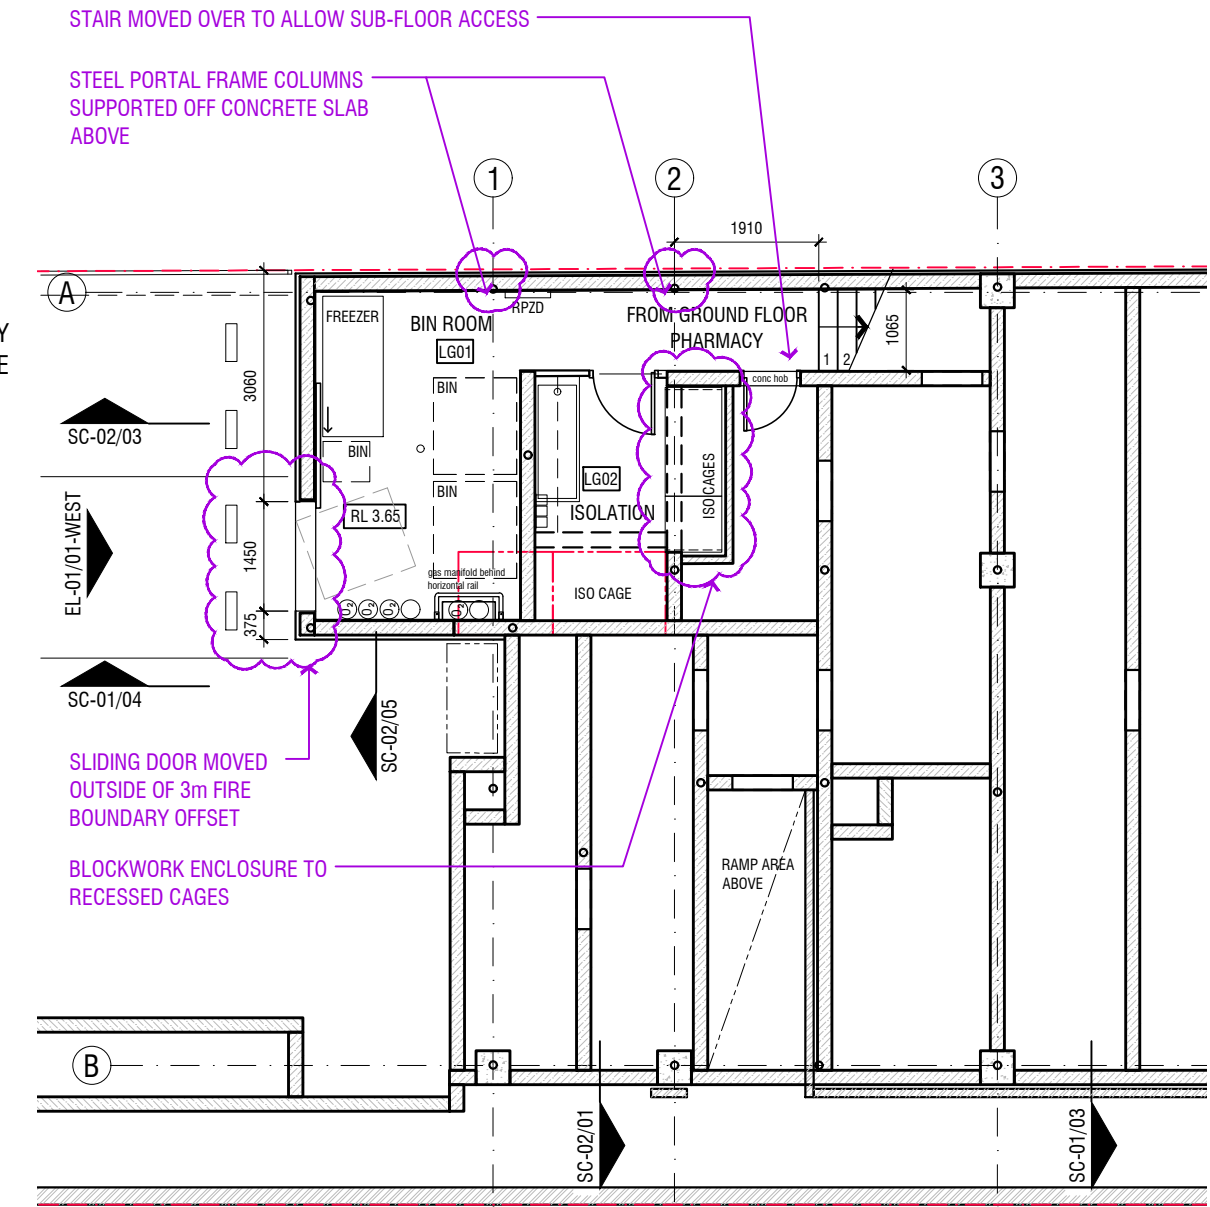 STAIR MOVED OVER TO ALLOW SUB-FLOOR ACCESS
STEEL PORTAL FRAME COLUMNS
SUPPORTED OFF CONCRETE SLAB
ABOVE
1
2
3
1910
A
Y
E
FREEZER
BIN ROOM
LG01
RPZD
FROM GROUND FLOOR
PHARMACY
1
2
1065
conc hob
3060
BIN
BIN
BIN
SC-02/03
LG02
ISOLATION
ISO CAGES
RL 3.65
EL-01/01-WEST
1450
375
gas manifold behind
horizontal rail
ISO CAGE
O2
O2
O2
O2
SC-01/04
SC-02/05
SLIDING DOOR MOVED
OUTSIDE OF 3m FIRE
BOUNDARY OFFSET
BLOCKWORK ENCLOSURE TO
RECESSED CAGES
RAMP AREA
ABOVE
B
SC-02/01
SC-01/03